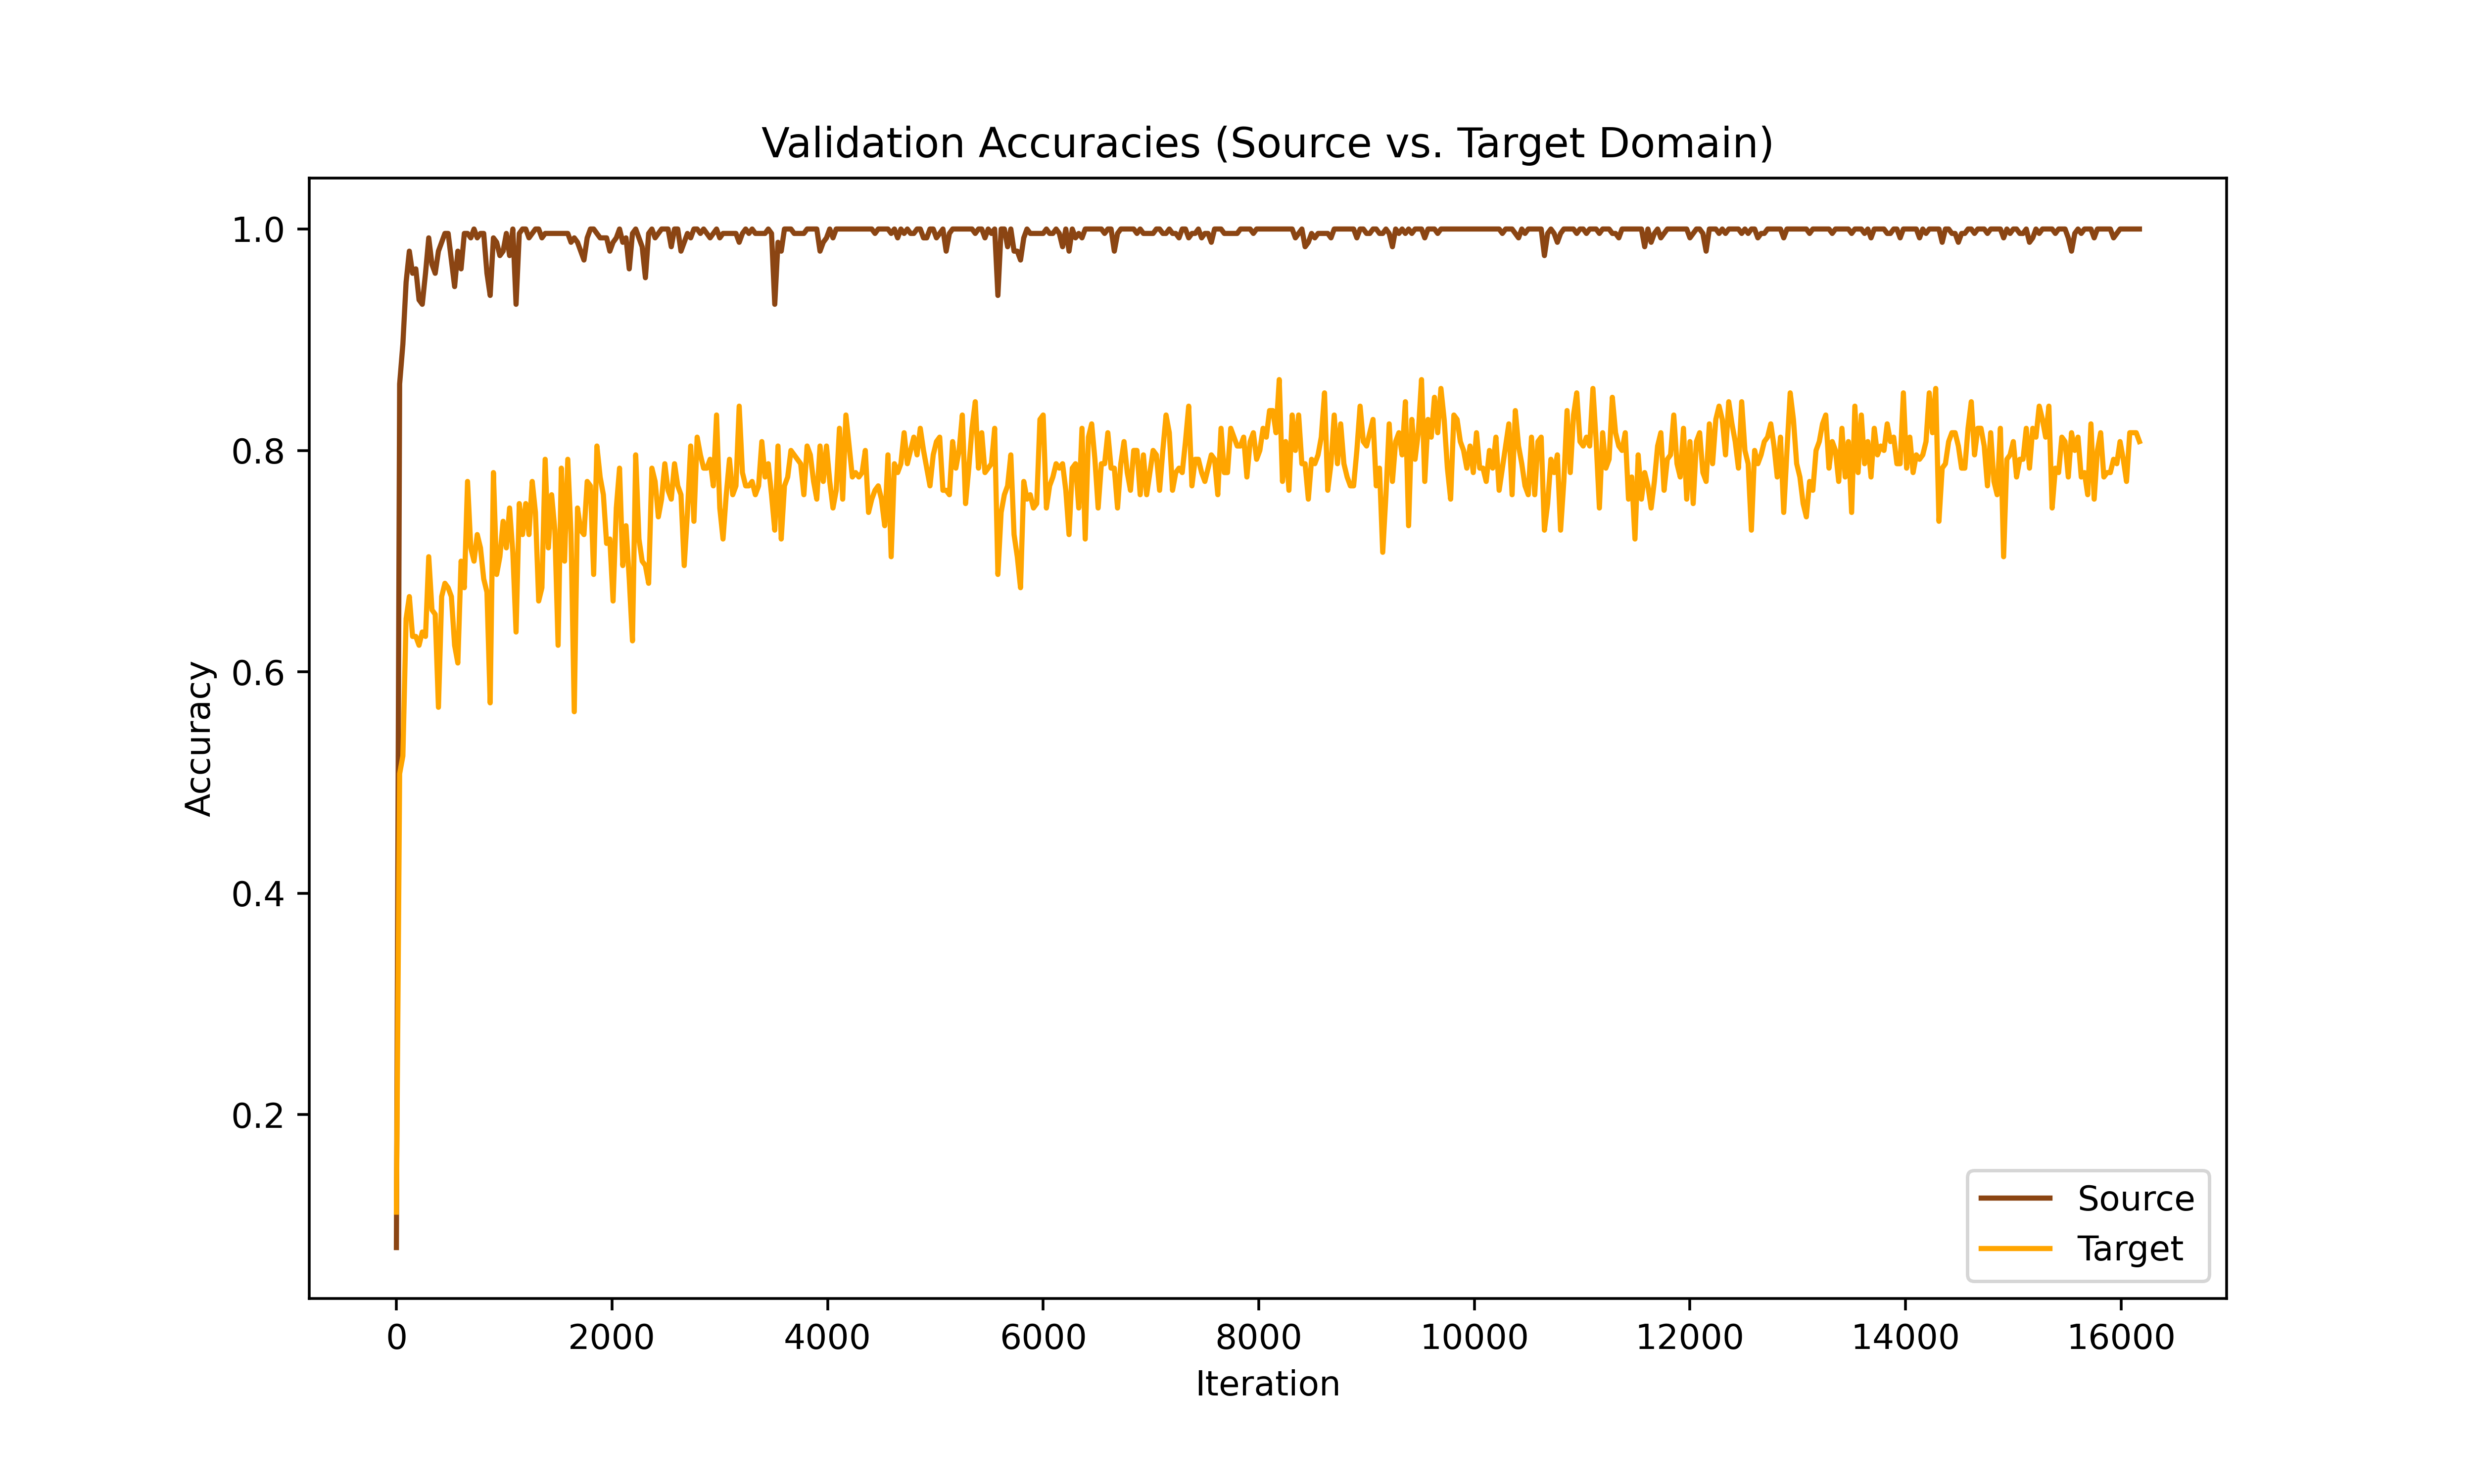 Validation Accuracies (Source vs. Target Domain)
1.0
0.8
0.6
0.4
0.2
Accuracy
0 2000 4000 6000 8000 10000 12000 14000 16000
Iteration
Source
Target